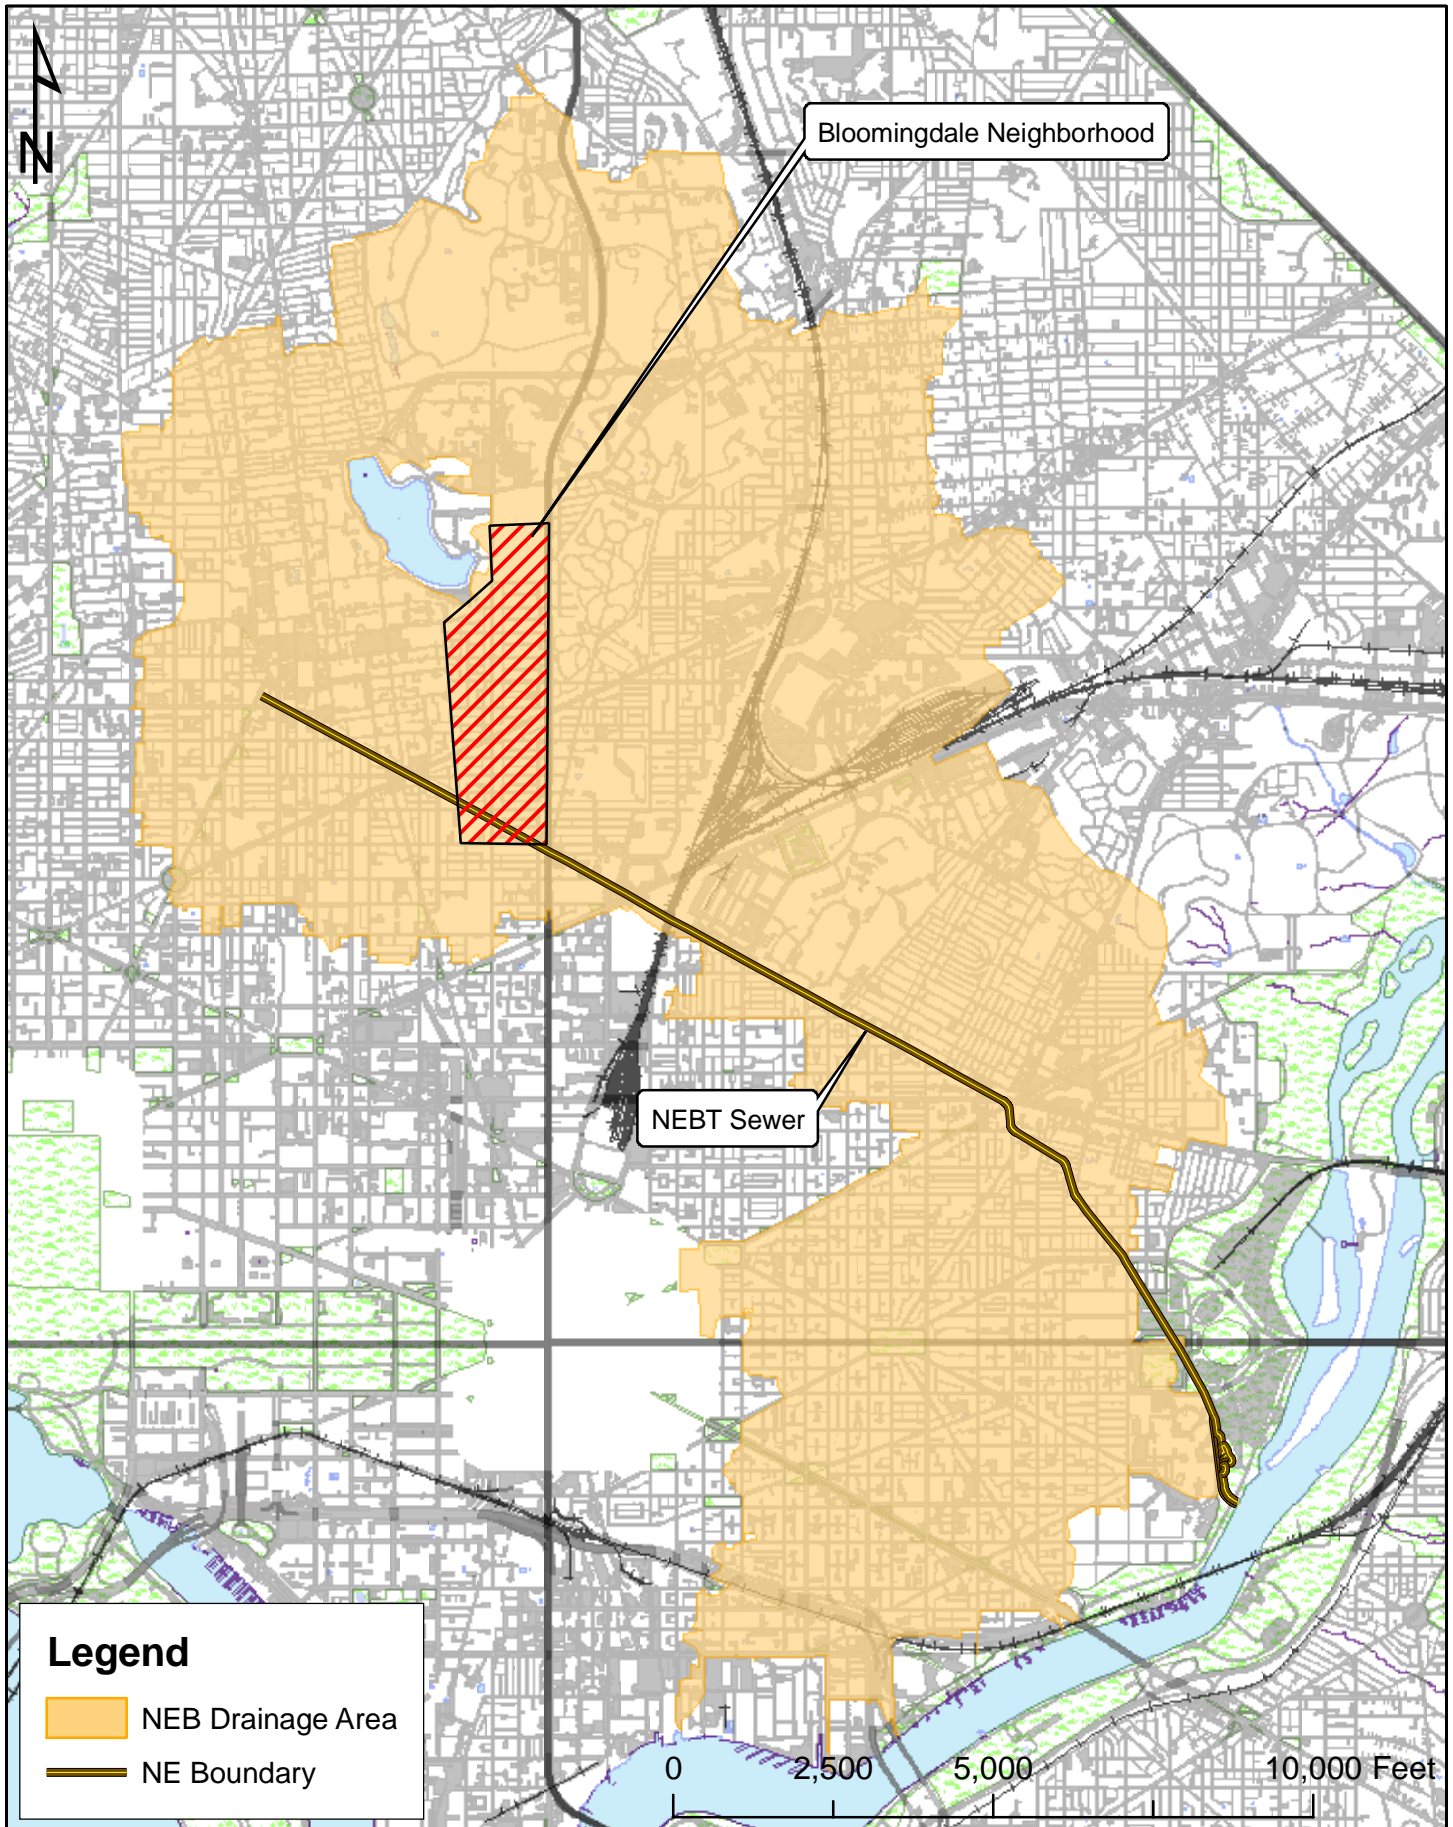 N
Bloomingdale Neighborhood
NEBT Sewer
Legend
NEB Drainage Area
NE Boundary
0 2,500 5,000 10,000 Feet